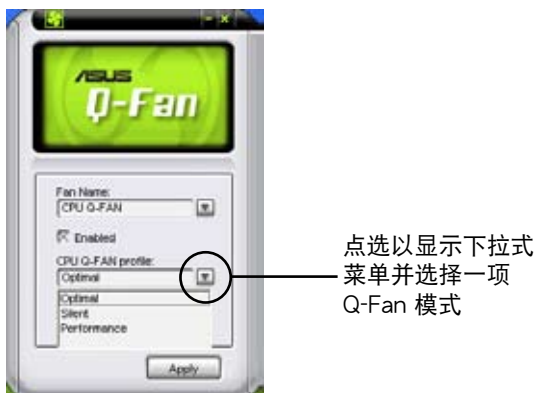 ASUS
Q-Fan
Fan Name:
CPU Q-FAN
Enabled
CPU Q-FAN profile:
Optimal
Optimal
Silent
Performance
Apply
点选以显示下拉式
菜单并选择一项
Q-Fan 模式